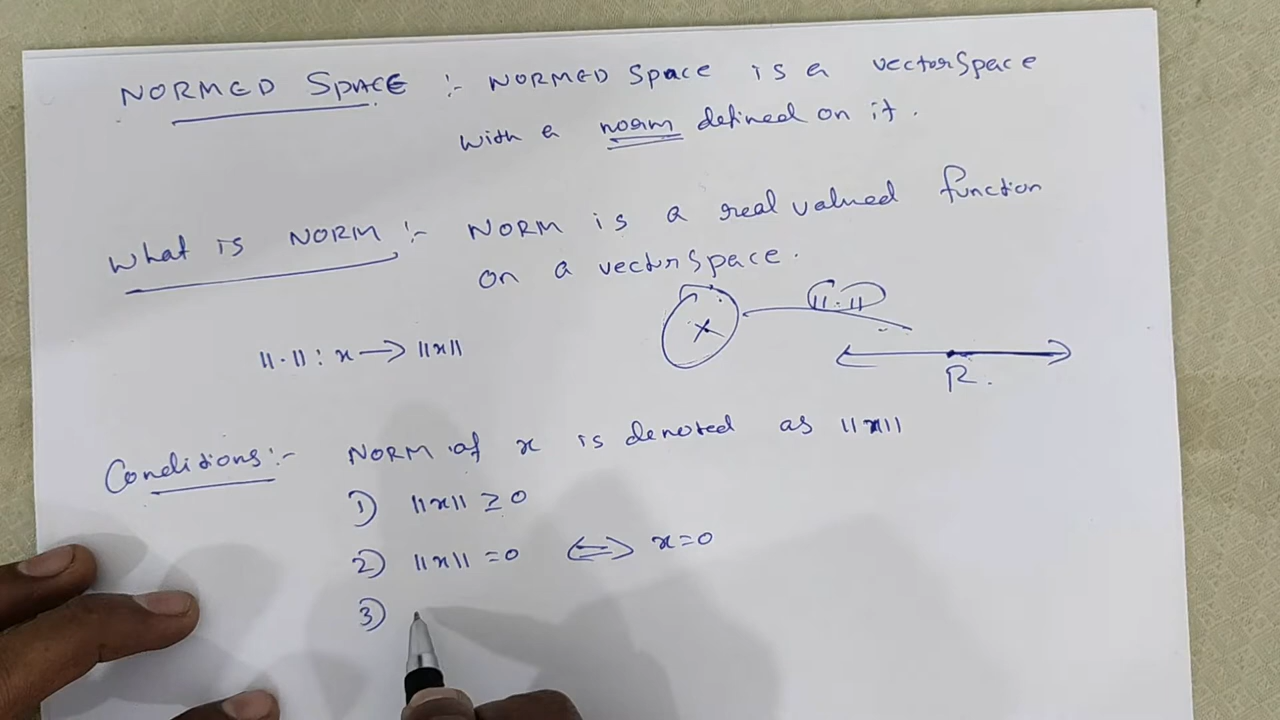 NORMED SPACE :- NORMED Space is a vectorSpace
with a norm defined on it.
What is NORM :- NORM is a real valued function
on a vectorSpace.
X ||.|| R.
||.|| : x → ||x||
Conditions :- NORM of x is denoted as ||x||
1) ||x|| ≥ 0
2) ||x|| = 0 ⟺ x=0
3)